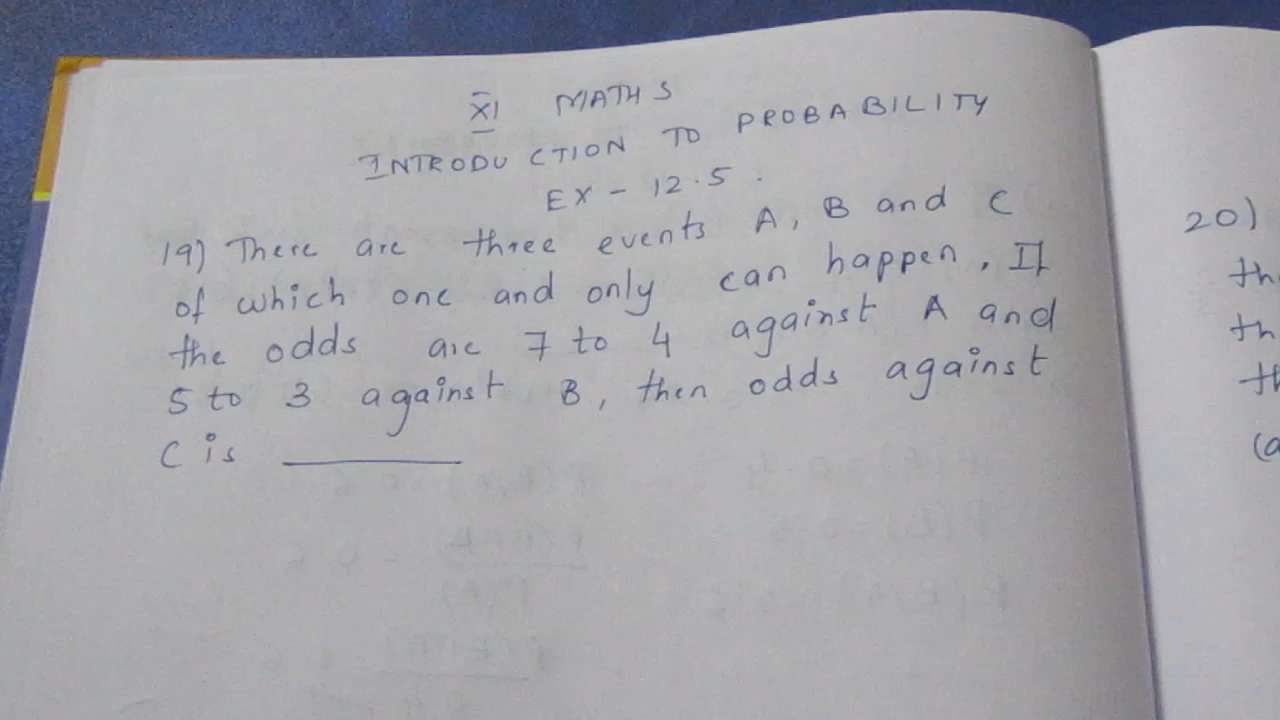 XI MATHS
INTRODUCTION TO PROBABILITY
EX - 12.5.
19) There are three events A, B and C
of which one and only can happen. If
the odds are 7 to 4 against A and
5 to 3 against B, then odds against
C is
20)
th
th
th
(a